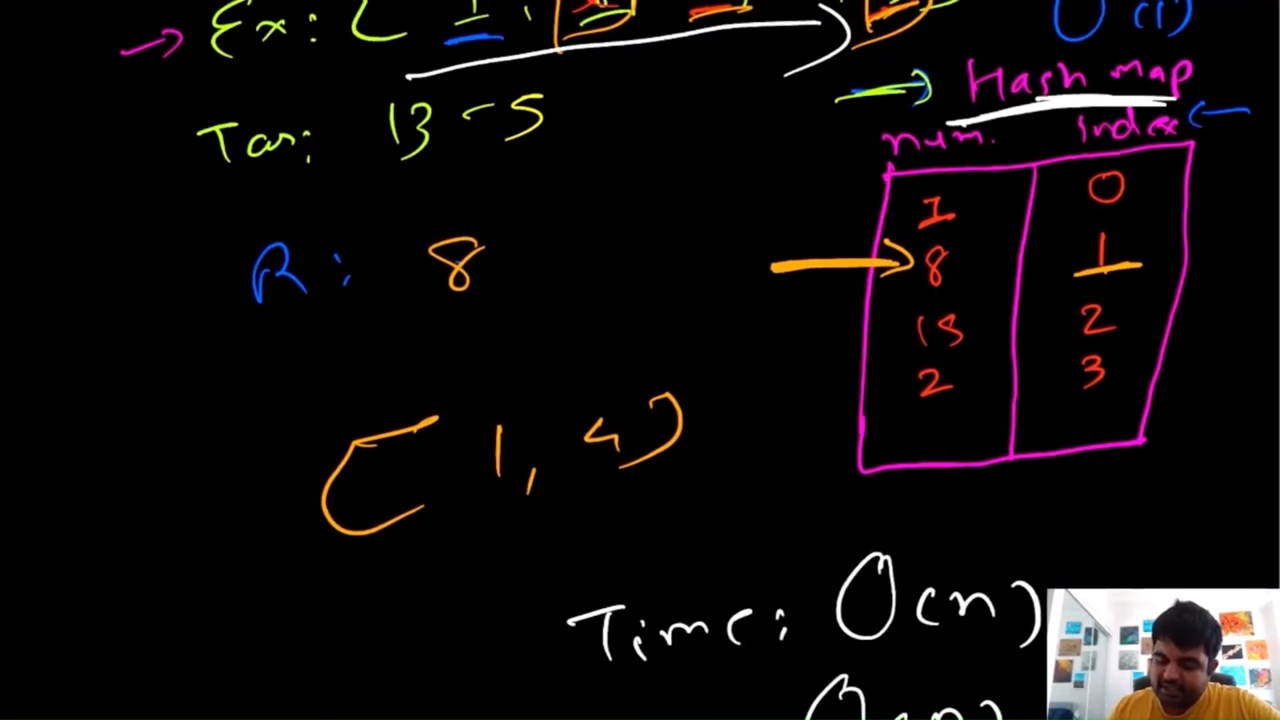 Ex: [
O(1)
Hash map
Tar: 13 - 5
num. index
1 0
R: 8
8 1
15 2
2 3
[ 1, 4 ]
Time: O(n)
O(n)